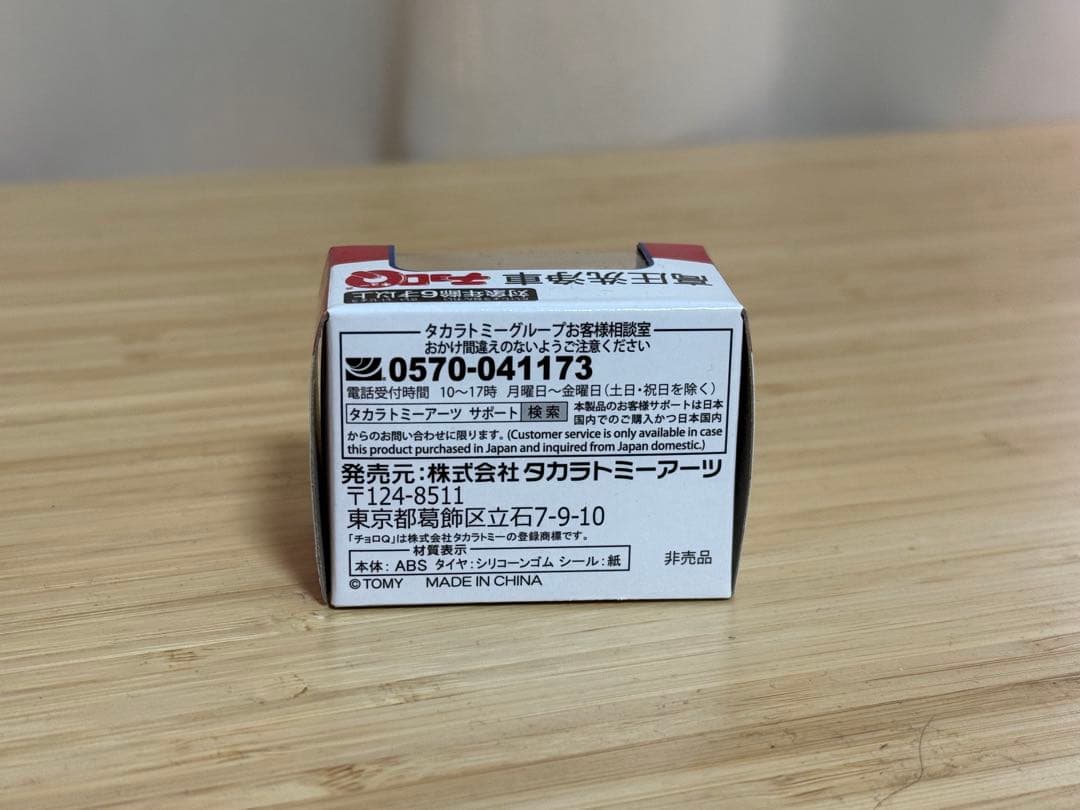 高圧洗浄車 チョロQ
対象年齢6才以上
タカラトミーグループお客様相談室
おかけ間違えのないようご注意ください
0570-041173
電話受付時間 10〜17時 月曜日〜金曜日(土日・祝日を除く)
タカラトミーアーツ サポート 検索 本製品のお客様サポートは日本
国内でのご購入かつ日本国内
からのお問い合わせに限ります。(Customer service is only available in case
this product purchased in Japan and inquired from Japan domestic.)
発売元:株式会社タカラトミーアーツ
〒124-8511
東京都葛飾区立石7-9-10
「チョロQ」は株式会社タカラトミーの登録商標です。
材質表示
本体: ABS タイヤ:シリコーンゴム シール:紙
非売品
©TOMY MADE IN CHINA